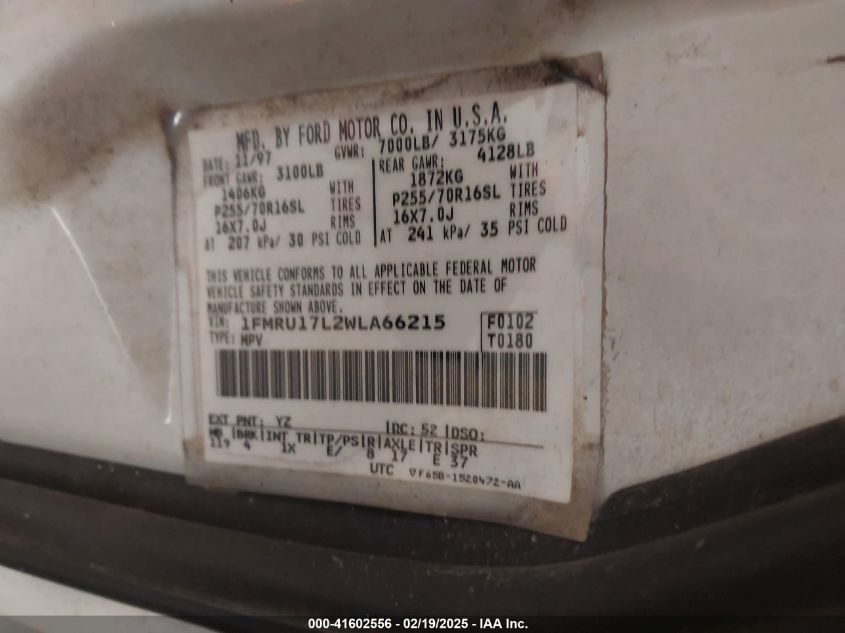 MFD. BY FORD MOTOR CO. IN U.S.A.
DATE: 11/97 GVWR: 7000LB/ 3175KG
FRONT GAWR: 3100LB REAR GAWR: 4128LB
1406KG WITH 1872KG WITH
P255/70R16SL TIRES P255/70R16SL TIRES
16X7.0J RIMS 16X7.0J RIMS
AT 207 kPa/ 30 PSI COLD AT 241 kPa/ 35 PSI COLD
THIS VEHICLE CONFORMS TO ALL APPLICABLE FEDERAL MOTOR
VEHICLE SAFETY STANDARDS IN EFFECT ON THE DATE OF
MANUFACTURE SHOWN ABOVE.
VIN: 1FMRU17L2WLA66215 F0102
TYPE: MPV T0180
EXT PNT: YZ RC: 52 DSO:
WB BRK INT TR TP/PS R AXLE TR SPR
119 4 1X E/ 8 17 E 37
UTC ▽F65B-1520472-AA
000-41602556 - 02/19/2025 - IAA Inc.